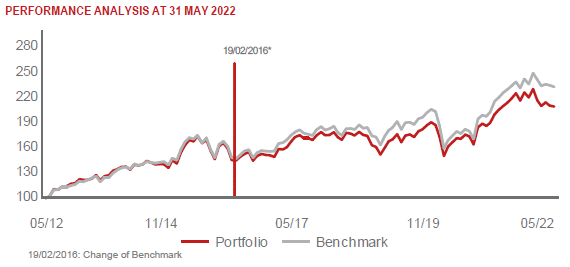 PERFORMANCE ANALYSIS AT 31 MAY 2022
19/02/2016*
280
250
220
190
160
130
100
05/12 11/14 05/17 11/19 05/22
Portfolio Benchmark
19/02/2016: Change of Benchmark